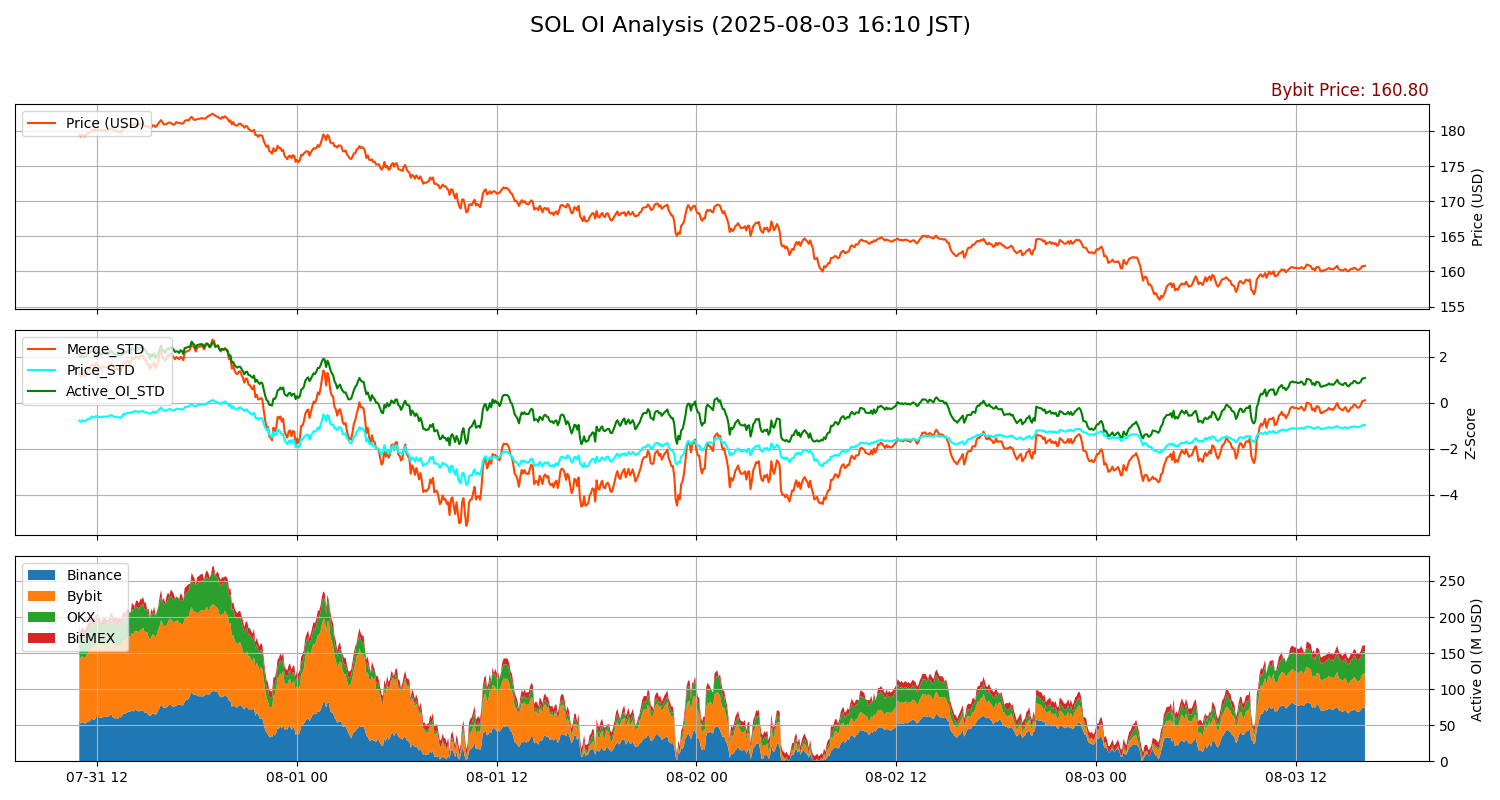 SOL OI Analysis (2025-08-03 16:10 JST)
Bybit Price: 160.80
Price (USD)
180
175
170
165
160
155
Price (USD)
Merge_STD
Price_STD
Active_OI_STD
2
0
−2
−4
Z-Score
Binance
Bybit
OKX
BitMEX
250
200
150
100
50
0
Active OI (M USD)
07-31 12
08-01 00
08-01 12
08-02 00
08-02 12
08-03 00
08-03 12